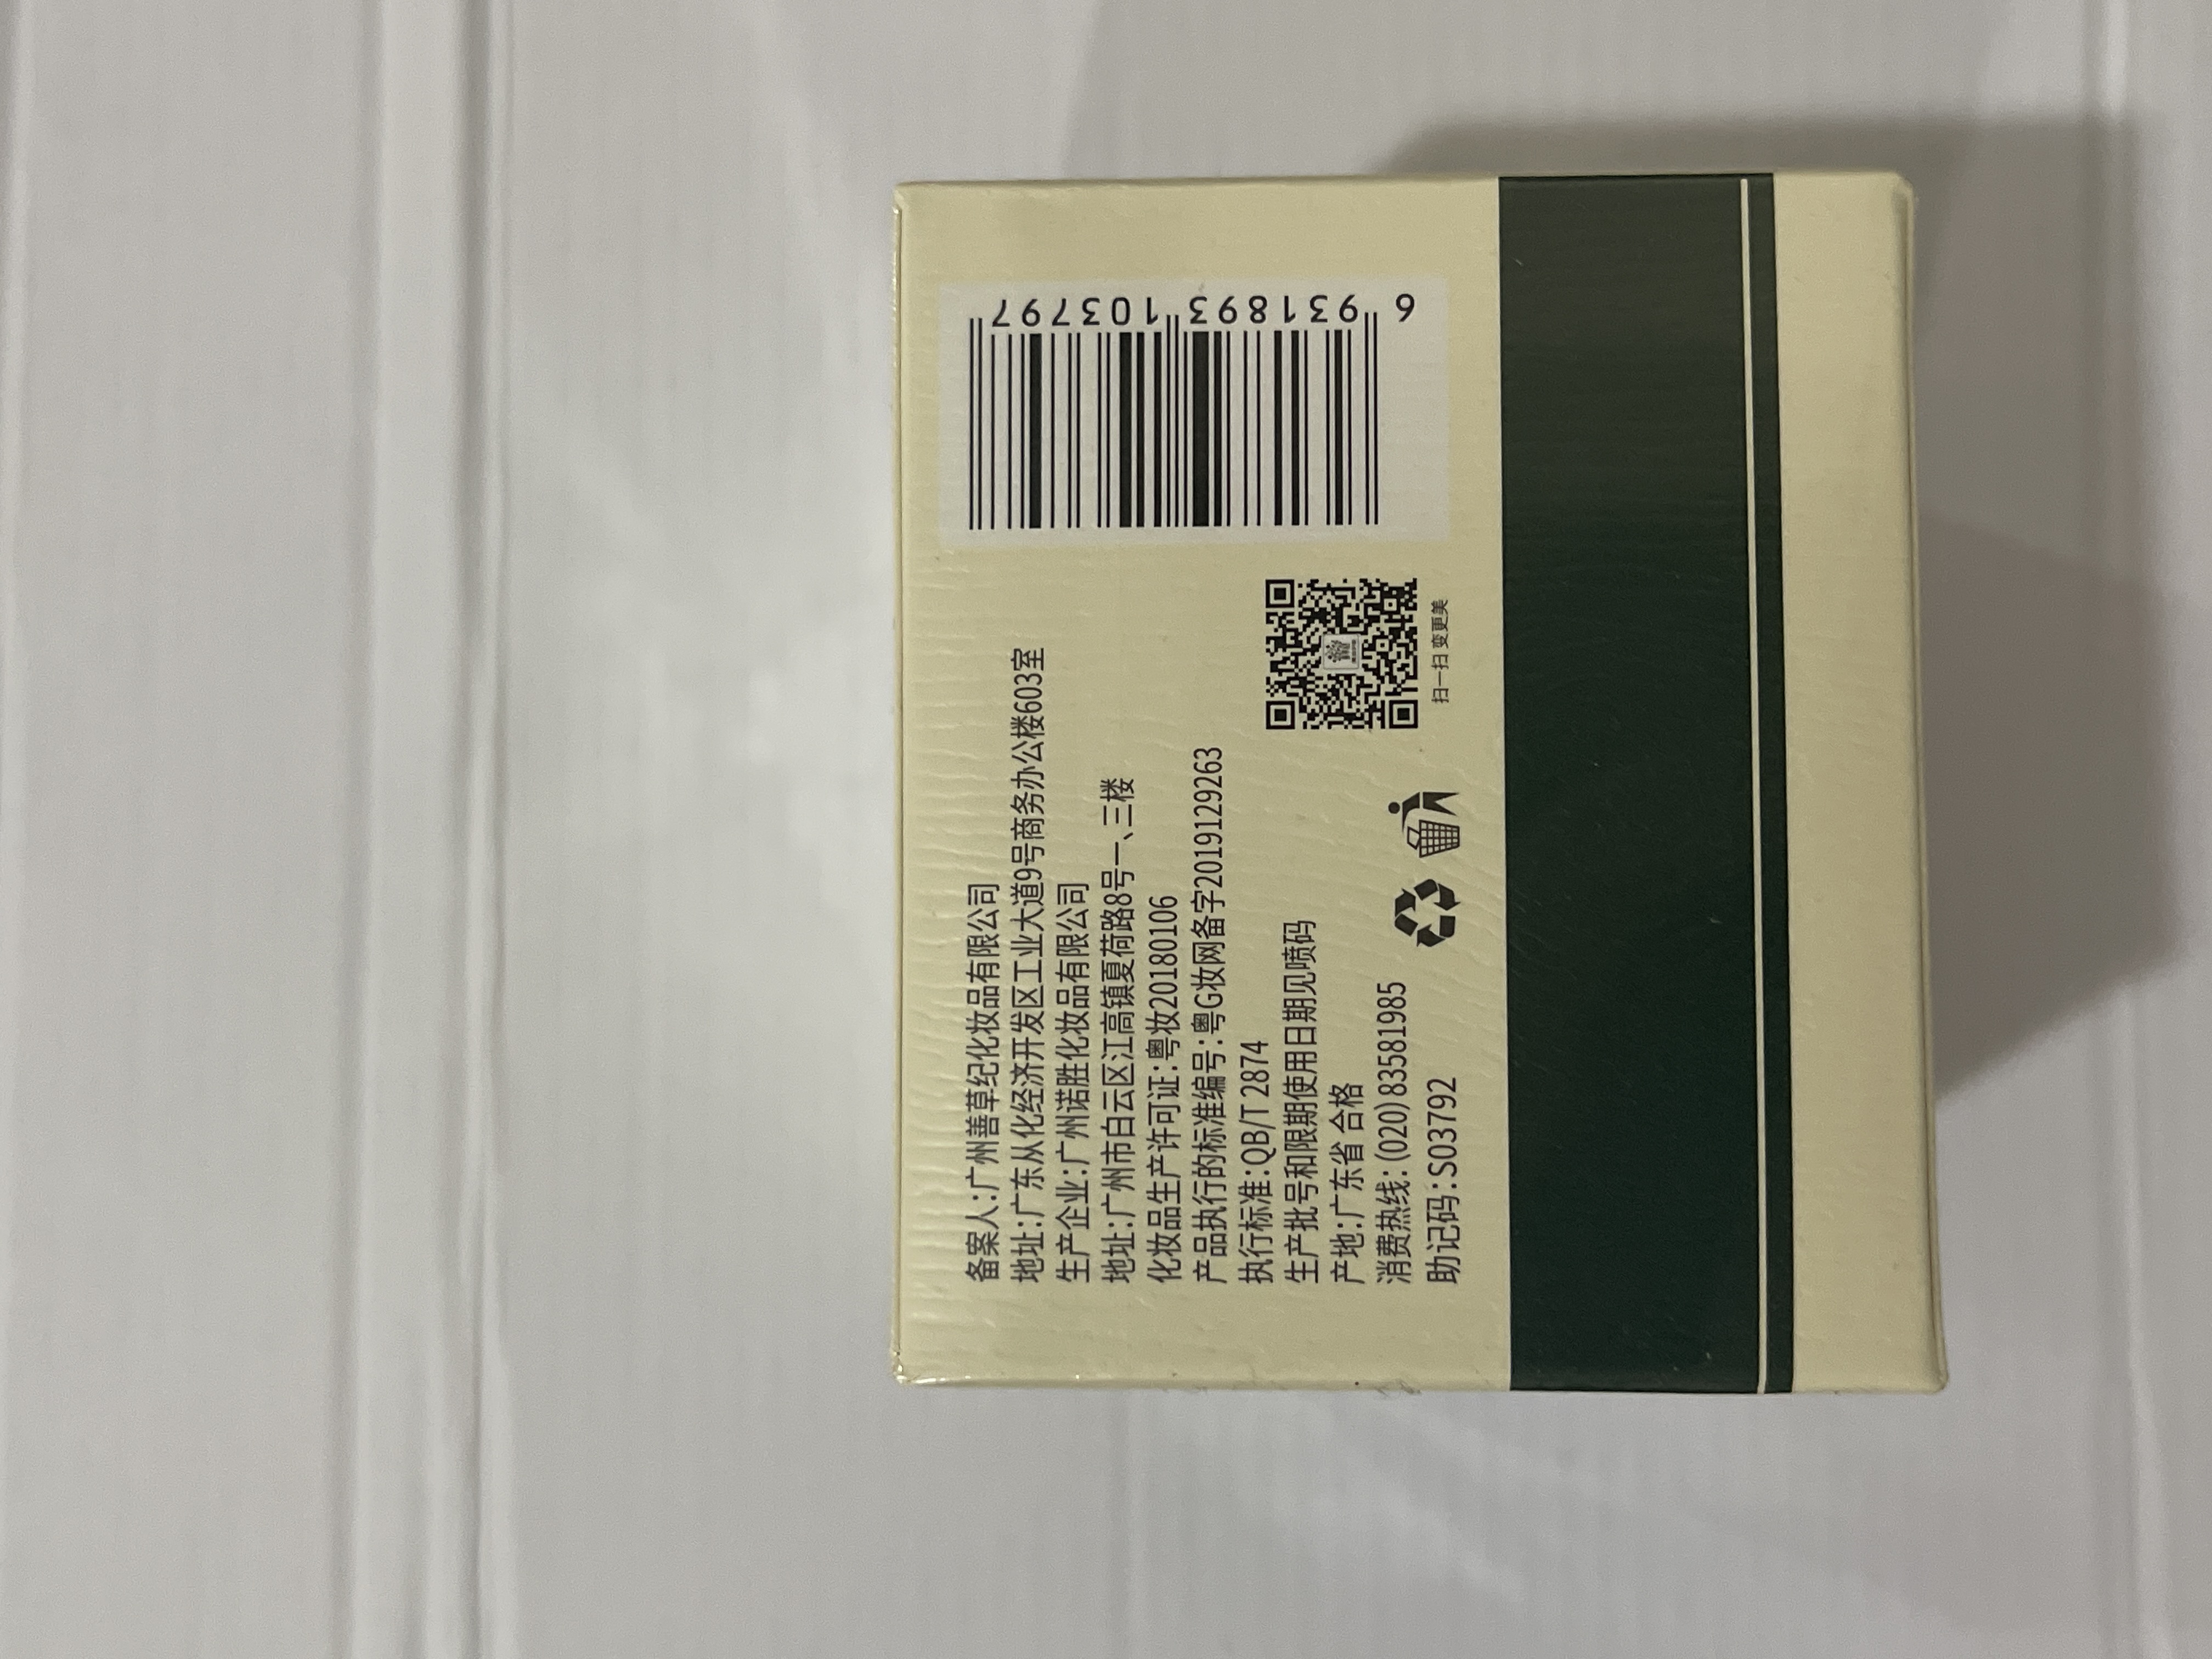 备案人:广州善草纪化妆品有限公司
地址:广东从化经济开发区工业大道9号商务办公楼603室
生产企业:广州诺胜化妆品有限公司
地址:广州市白云区江高镇夏荷路8号一、三楼
化妆品生产许可证:粤妆20180106
产品执行的标准编号:粤G妆网备字2019129263
执行标准:QB/T 2874
生产批号和限期使用日期见喷码
产地:广东省 合格
消费热线:(020)83581985
助记码:S03792
扫一扫 变更美
6 931893 103797